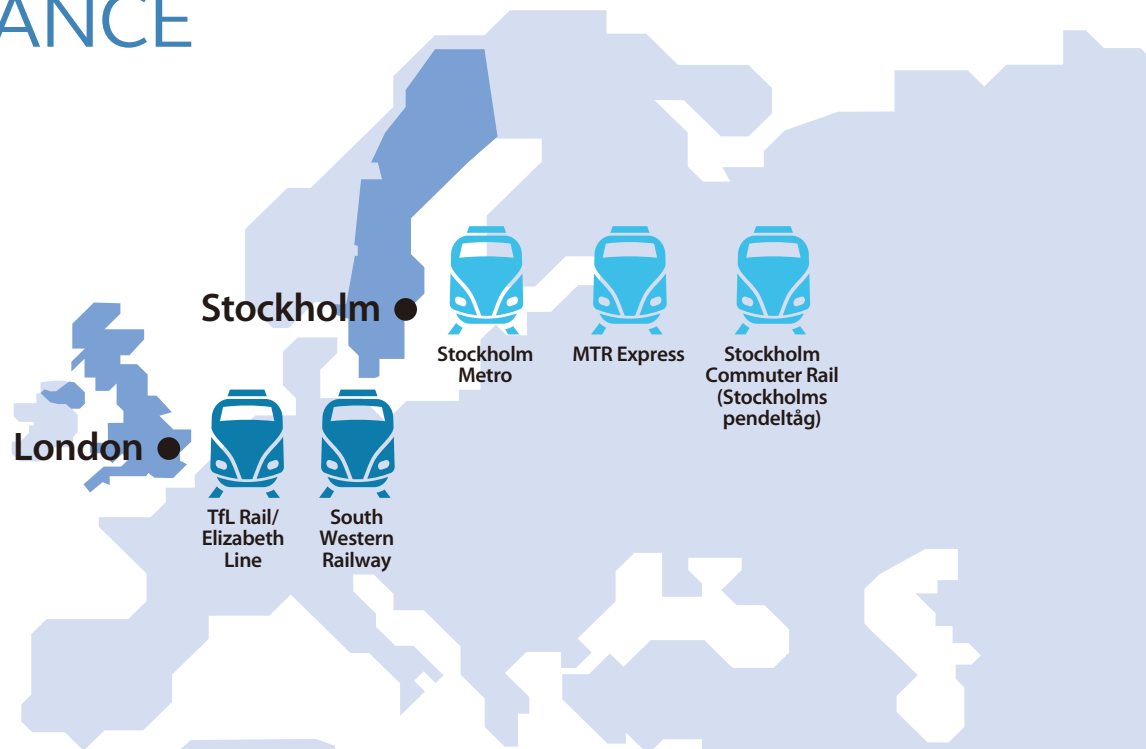 ANCE
Stockholm
Stockholm
Metro
MTR Express
Stockholm
Commuter Rail
(Stockholms
pendeltåg)
London
TfL Rail/
Elizabeth
Line
South
Western
Railway